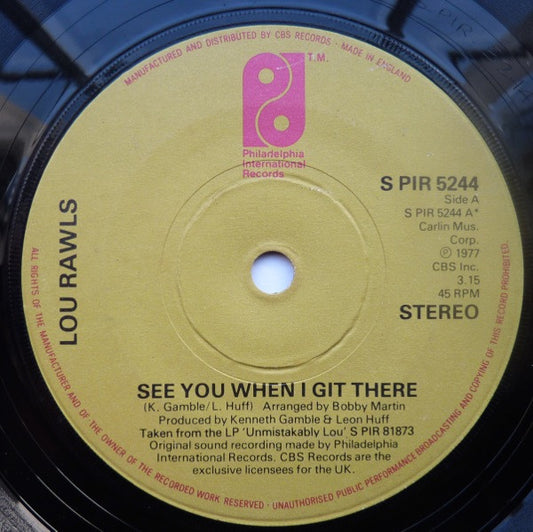 MANUFACTURED AND DISTRIBUTED BY CBS RECORDS · MADE IN ENGLAND
T.M.
Philadelphia
International
Records
S PIR 5244
Side A
S PIR 5244 A*
Carlin Mus.
Corp.
Ⓟ 1977
CBS Inc.
3.15
45 RPM
STEREO
LOU RAWLS
SEE YOU WHEN I GIT THERE
(K. Gamble/L. Huff) Arranged by Bobby Martin
Produced by Kenneth Gamble & Leon Huff
Taken from the LP 'Unmistakably Lou' S PIR 81873
Original sound recording made by Philadelphia
International Records. CBS Records are the
exclusive licensees for the UK.
ALL RIGHTS OF THE MANUFACTURER AND OF THE OWNER OF THE RECORDED WORK RESERVED · UNAUTHORISED PUBLIC PERFORMANCE BROADCASTING AND COPYING OF THIS RECORD PROHIBITED.